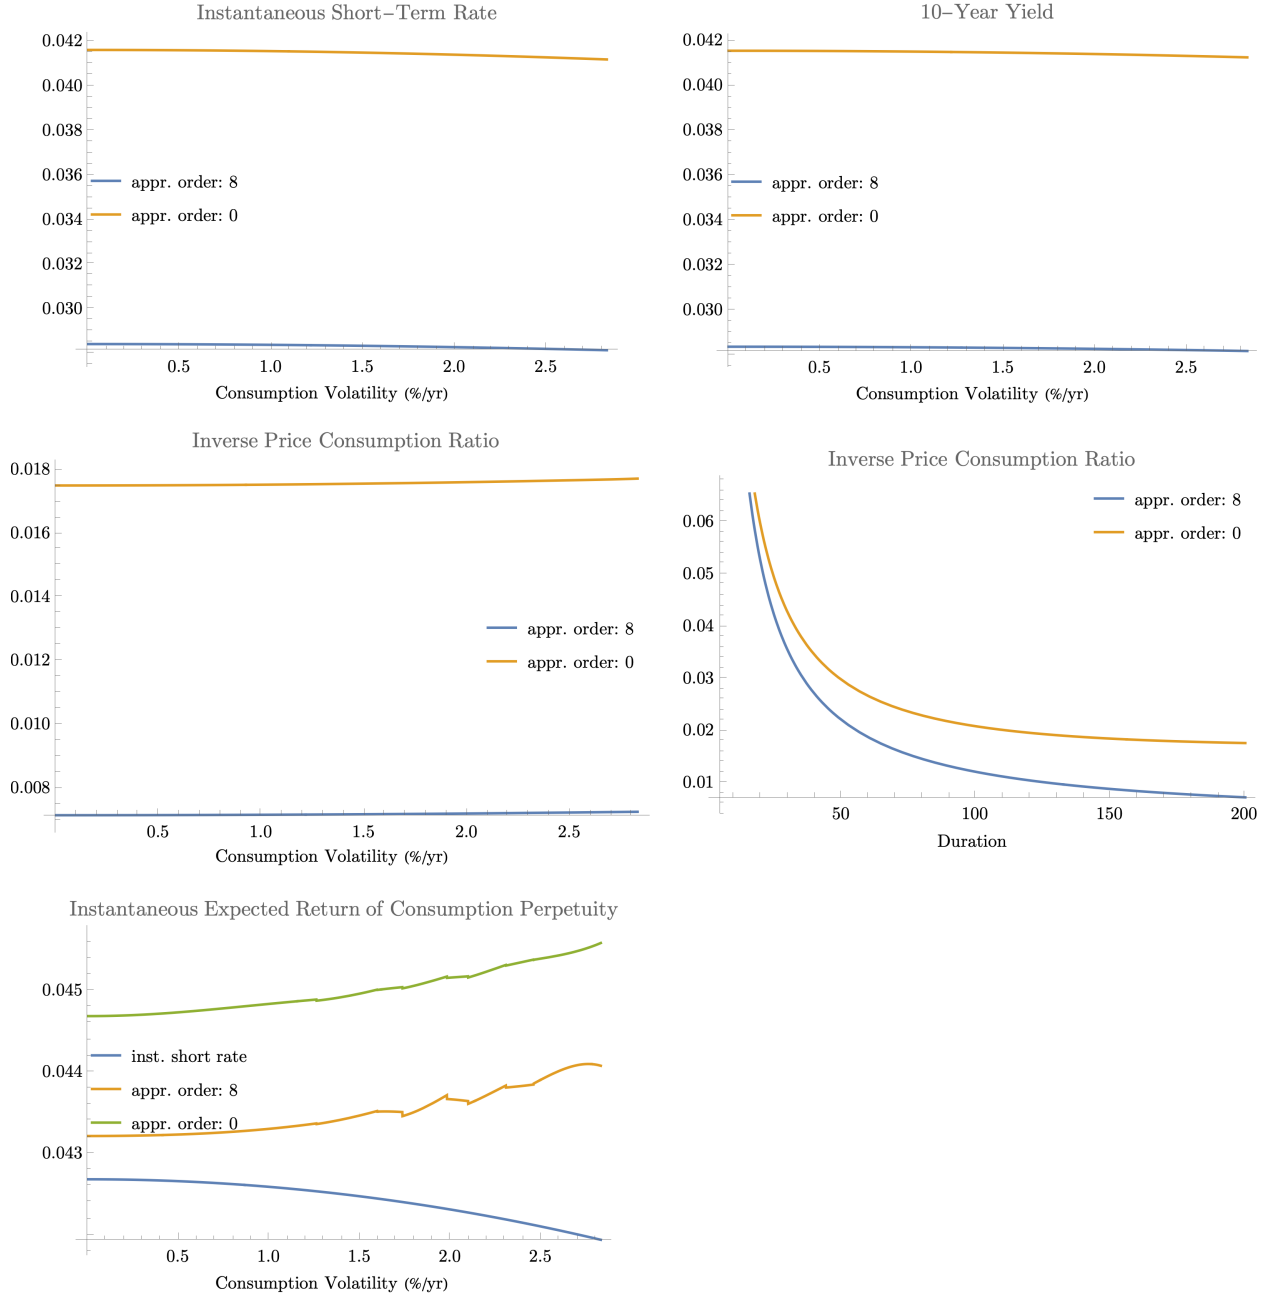 Instantaneous Short-Term Rate
0.042
0.040
0.038
0.036
0.034
0.032
0.030
appr. order: 8
appr. order: 0
0.5 1.0 1.5 2.0 2.5
Consumption Volatility (%/yr)
10-Year Yield
0.042
0.040
0.038
0.036
0.034
0.032
0.030
appr. order: 8
appr. order: 0
0.5 1.0 1.5 2.0 2.5
Consumption Volatility (%/yr)
Inverse Price Consumption Ratio
0.018
0.016
0.014
0.012
0.010
0.008
appr. order: 8
appr. order: 0
0.5 1.0 1.5 2.0 2.5
Consumption Volatility (%/yr)
Inverse Price Consumption Ratio
appr. order: 8
appr. order: 0
0.06
0.05
0.04
0.03
0.02
0.01
50 100 150 200
Duration
Instantaneous Expected Return of Consumption Perpetuity
0.045
0.044
0.043
inst. short rate
appr. order: 8
appr. order: 0
0.5 1.0 1.5 2.0 2.5
Consumption Volatility (%/yr)